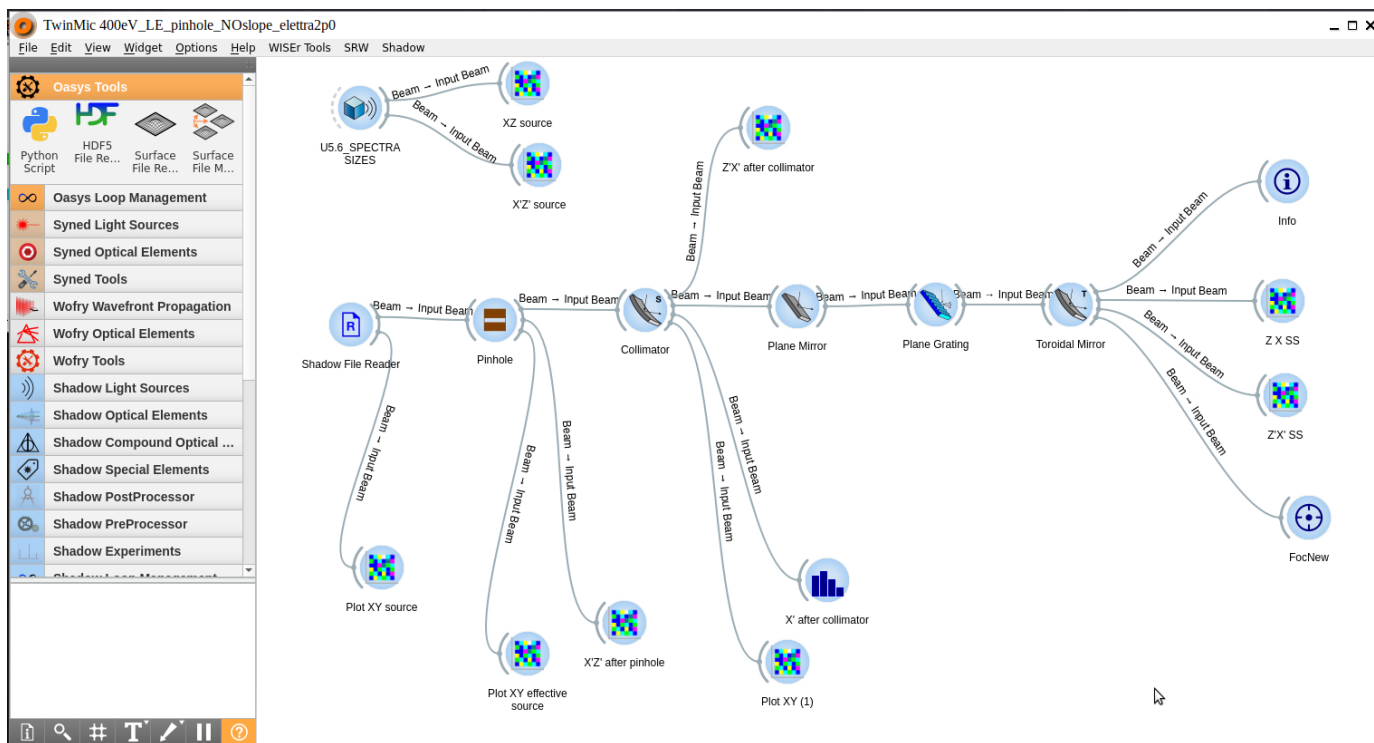 TwinMic 400eV_LE_pinhole_NOslope_elettra2p0
File Edit View Widget Options Help WISEr Tools SRW Shadow
Oasys Tools
Python Script
HDF5 File Re...
Surface File Re...
Surface File M...
Oasys Loop Management
Syned Light Sources
Syned Optical Elements
Syned Tools
Wofry Wavefront Propagation
Wofry Optical Elements
Wofry Tools
Shadow Light Sources
Shadow Optical Elements
Shadow Compound Optical ...
Shadow Special Elements
Shadow PostProcessor
Shadow PreProcessor
Shadow Experiments
U5.6_SPECTRA
SIZES
Beam → Input Beam
XZ source
Beam → Input Beam
X'Z' source
Z'X' after collimator
Beam → Input Beam
Shadow File Reader
R
Beam → Input Beam
Pinhole
Beam → Input Beam
Collimator
S
Beam → Input Beam
Plane Mirror
Beam → Input Beam
Plane Grating
Beam → Input Beam
Toroidal Mirror
T
Beam → Input Beam
Info
Beam → Input Beam
Z X SS
Beam → Input Beam
Z'X' SS
Beam → Input Beam
FocNew
Beam → Input Beam
Plot XY source
Beam → Input Beam
Plot XY effective
source
Beam → Input Beam
X'Z' after pinhole
Beam → Input Beam
X' after collimator
Beam → Input Beam
Plot XY (1)